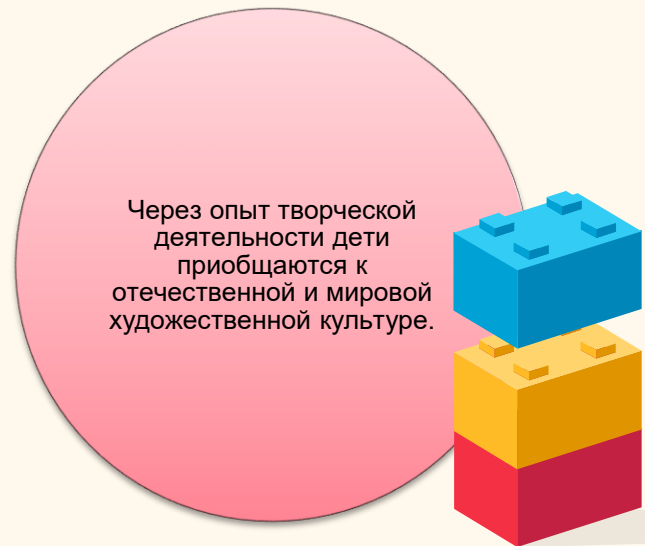 Через опыт творческой
деятельности дети
приобщаются к
отечественной и мировой
художественной культуре.